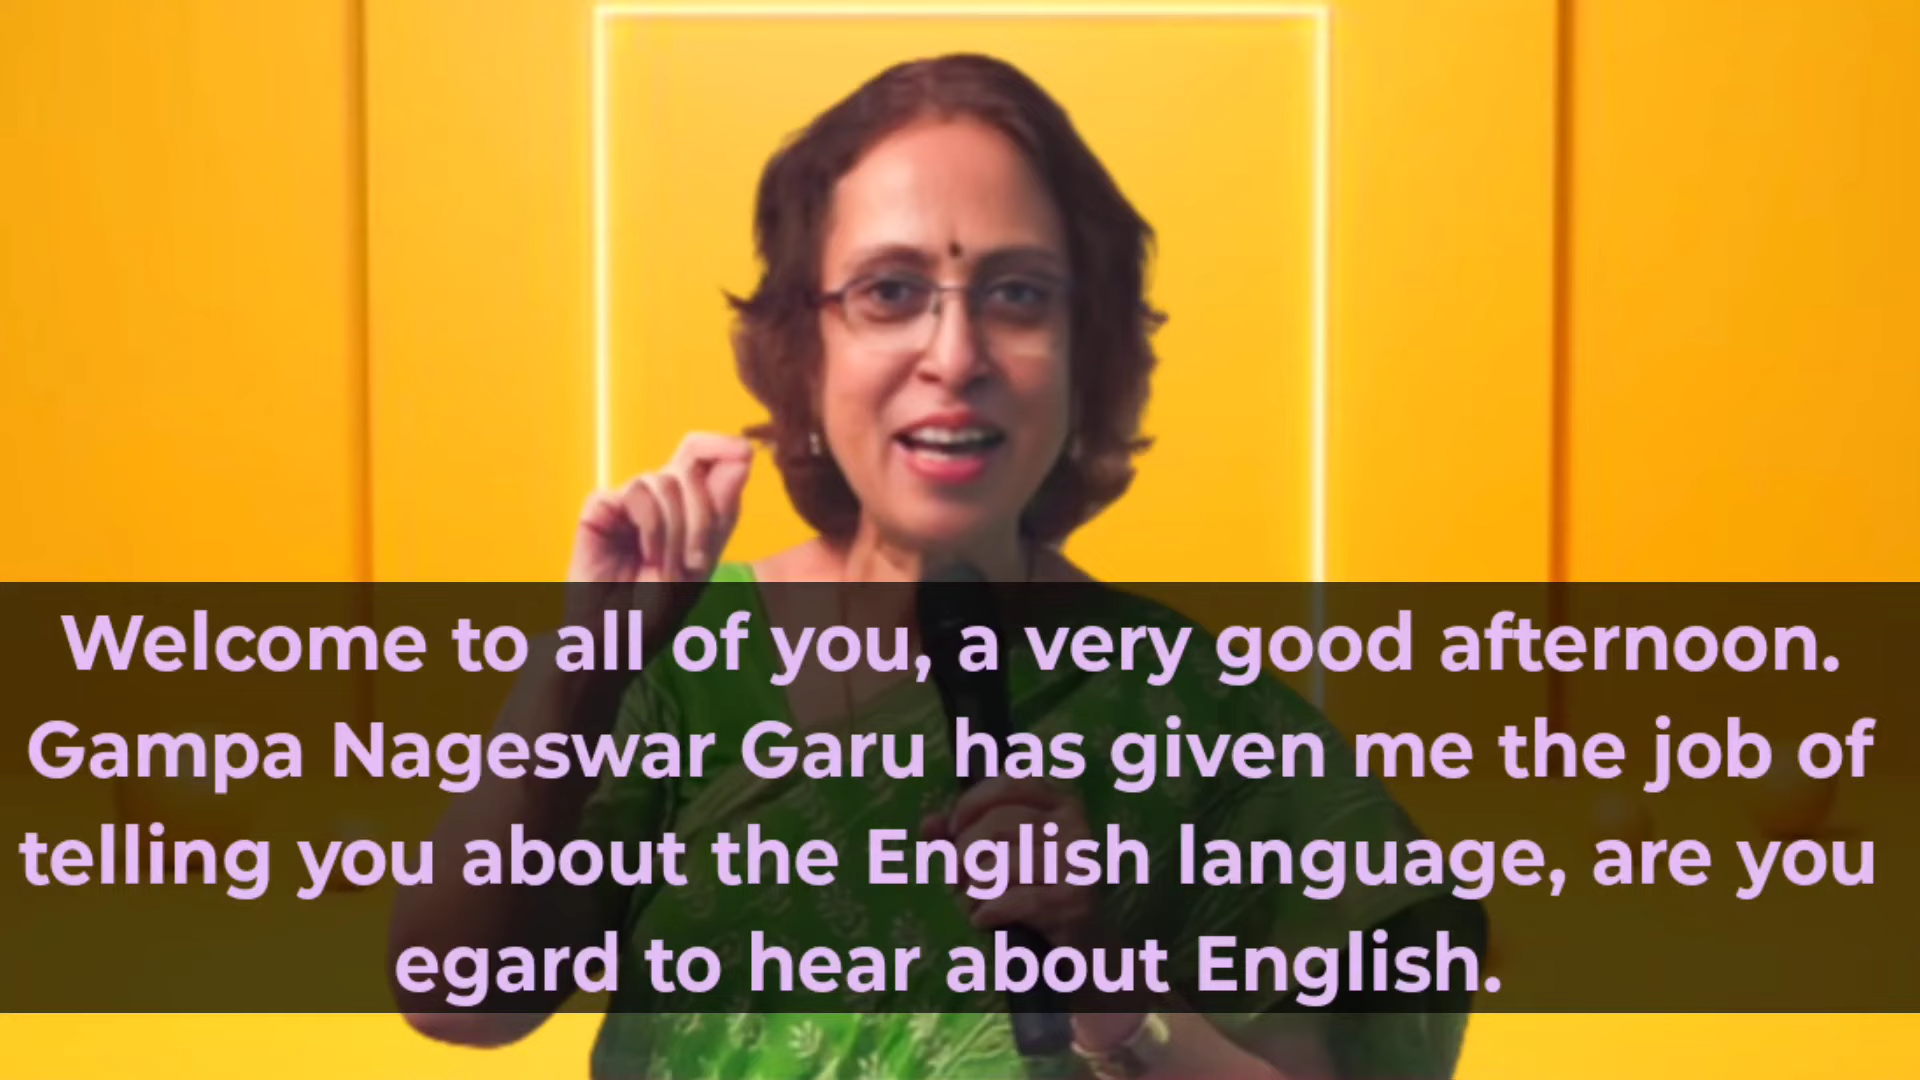 Welcome to all of you, a very good afternoon.
Gampa Nageswar Garu has given me the job of
telling you about the English language, are you
egard to hear about English.